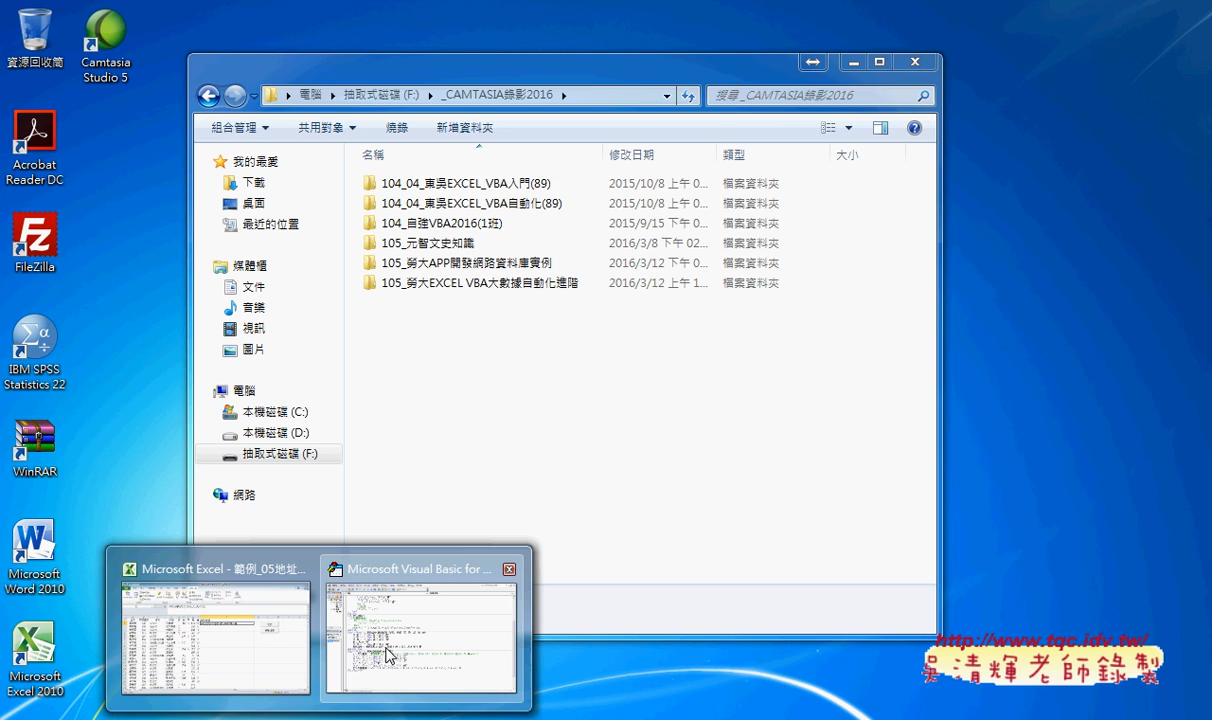 資源回收筒
Camtasia
Studio 5
Acrobat
Reader DC
FileZilla
IBM SPSS
Statistics 22
WinRAR
Microsoft
Word 2010
Microsoft
Excel 2010
電腦 抽取式磁碟 (F:) _CAMTASIA錄影2016
搜尋 _CAMTASIA錄影2016
組合管理 共用對象 燒錄 新增資料夾
名稱 修改日期 類型 大小
我的最愛
下載
桌面
最近的位置
媒體櫃
文件
音樂
視訊
圖片
電腦
本機磁碟 (C:)
本機磁碟 (D:)
抽取式磁碟 (F:)
網路
104_04_東吳EXCEL_VBA入門(89) 2015/10/8 上午 0... 檔案資料夾
104_04_東吳EXCEL_VBA自動化(89) 2015/10/8 上午 0... 檔案資料夾
104_自強VBA2016(1班) 2015/9/15 下午 0... 檔案資料夾
105_元智文史知識 2016/3/8 下午 02... 檔案資料夾
105_勞大APP開發網路資料庫實例 2016/3/12 下午 0... 檔案資料夾
105_勞大EXCEL VBA大數據自動化進階 2016/3/12 上午 1... 檔案資料夾
Microsoft Excel - 範例_05地址...
Microsoft Visual Basic for ...
http://www.tqc.idv.tw/
吳清輝老師錄製